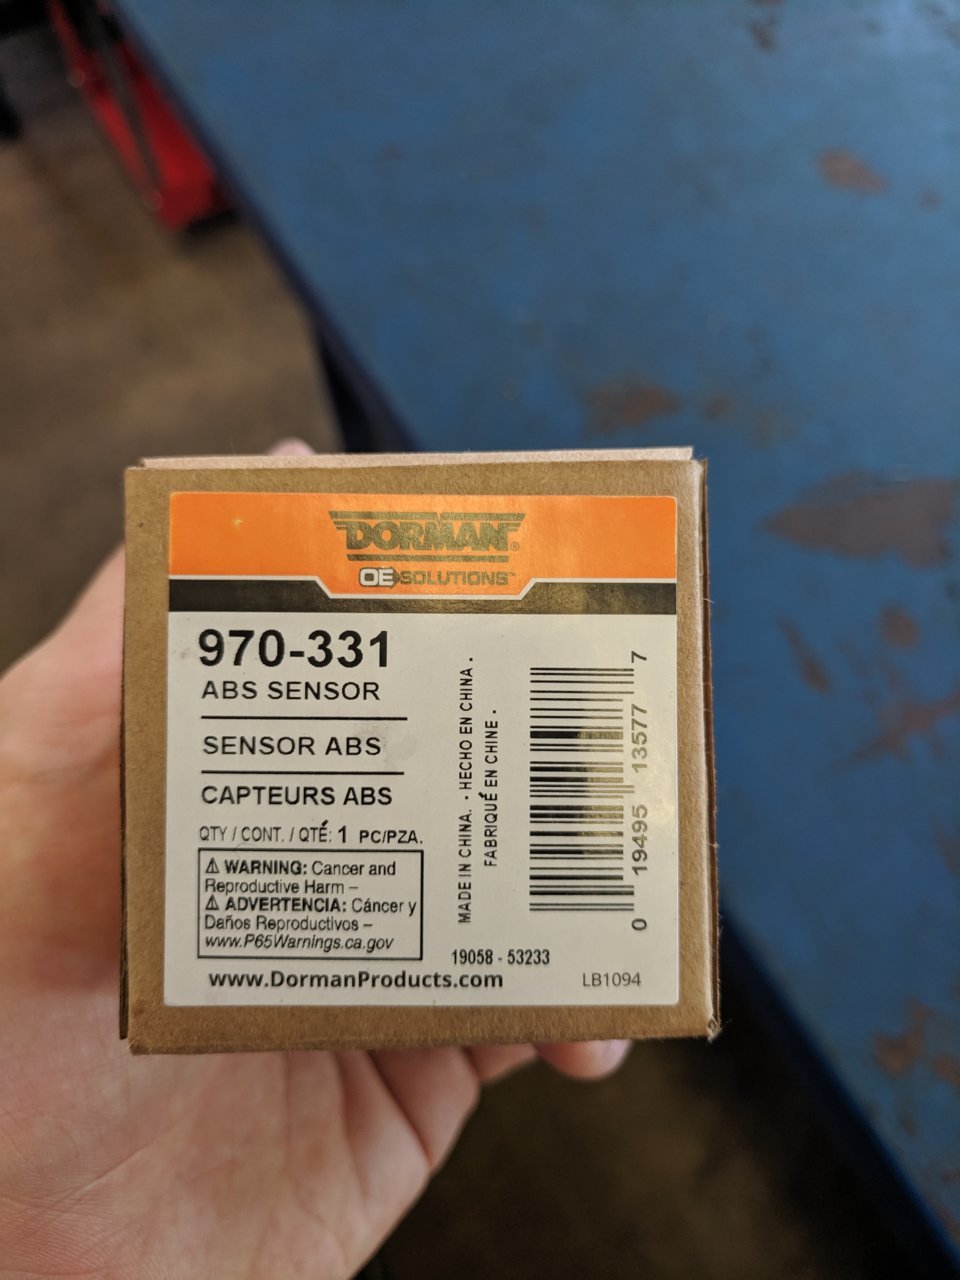 DORMAN®
OE SOLUTIONS™
970-331
ABS SENSOR
SENSOR ABS
CAPTEURS ABS
QTY / CONT. / QTÉ: 1 PC/PZA.
⚠ WARNING: Cancer and
Reproductive Harm –
⚠ ADVERTENCIA: Cáncer y
Daños Reproductivos –
www.P65Warnings.ca.gov
www.DormanProducts.com
MADE IN CHINA. - HECHO EN CHINA.
FABRIQUÉ EN CHINE.
0 19495 13577 7
19058 - 53233
LB1094